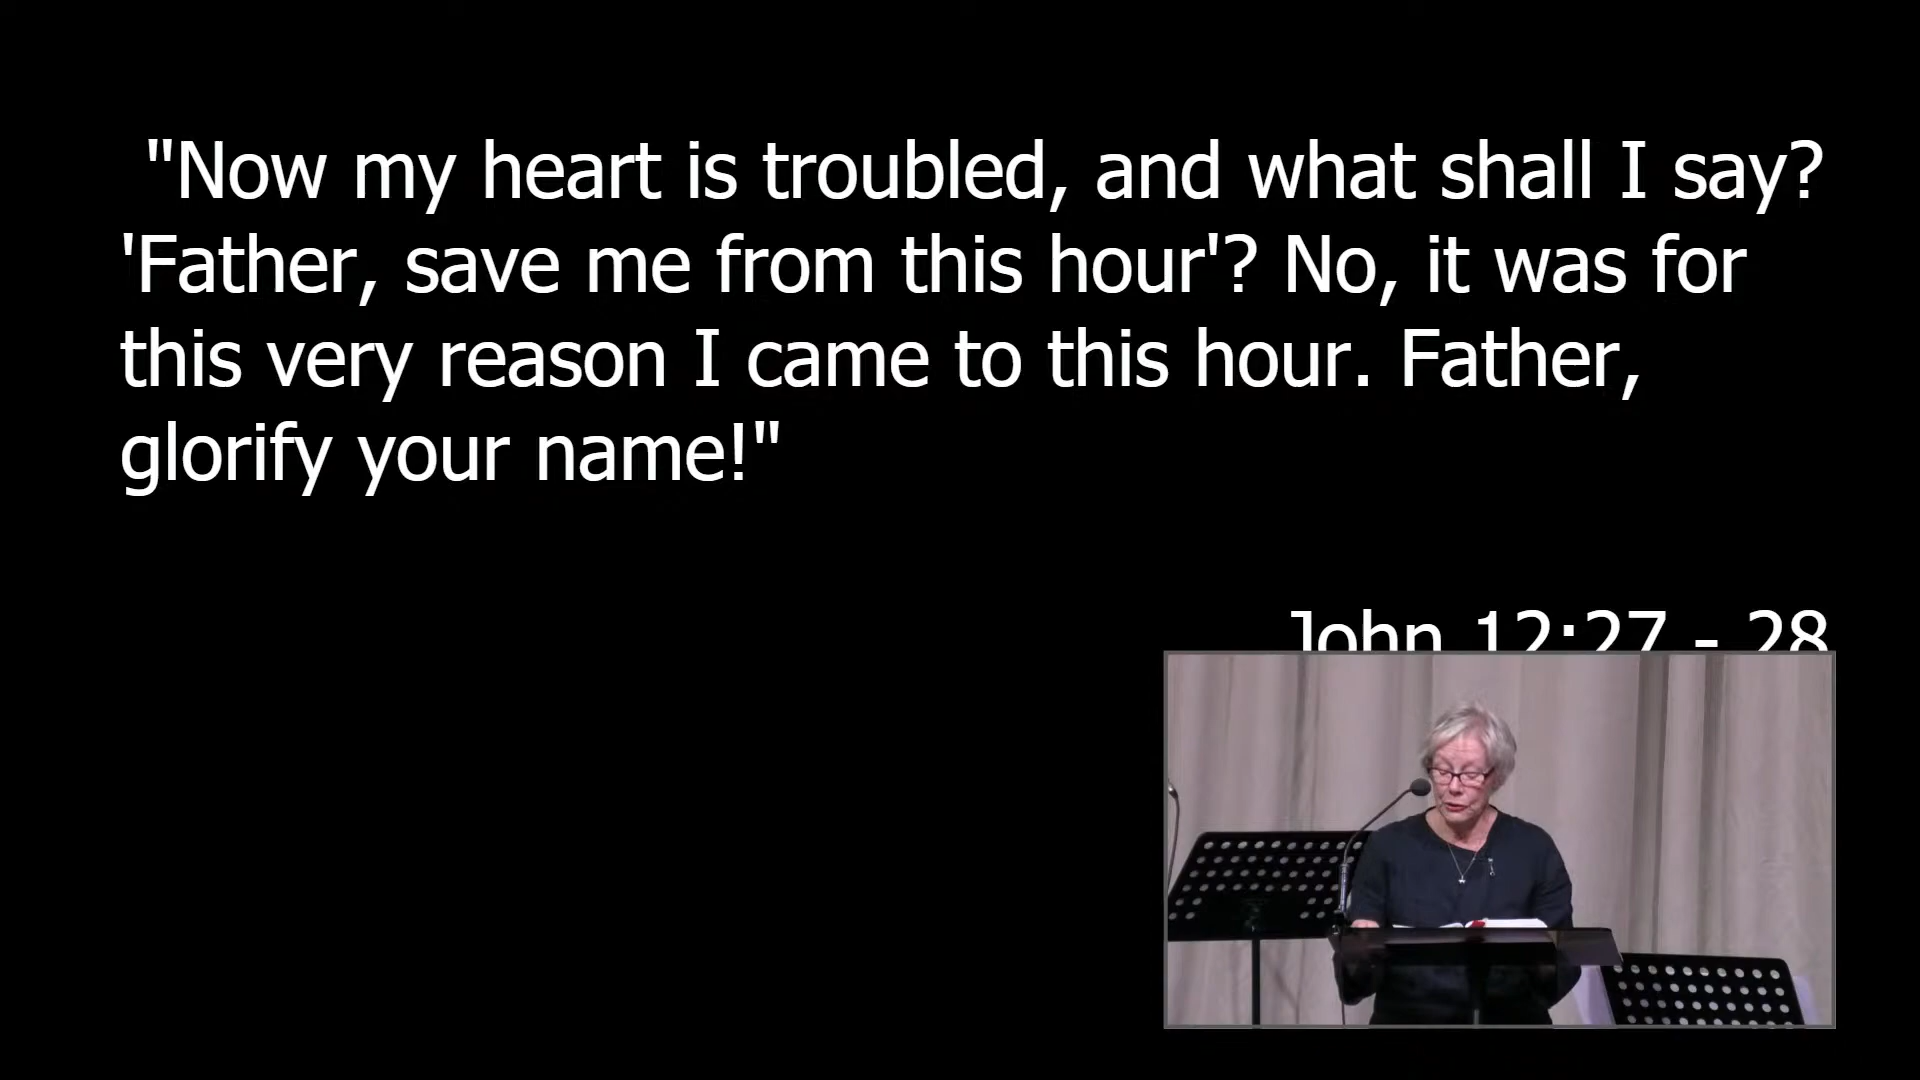 "Now my heart is troubled, and what shall I say?
'Father, save me from this hour'? No, it was for
this very reason I came to this hour. Father,
glorify your name!"
John 12:27 - 28